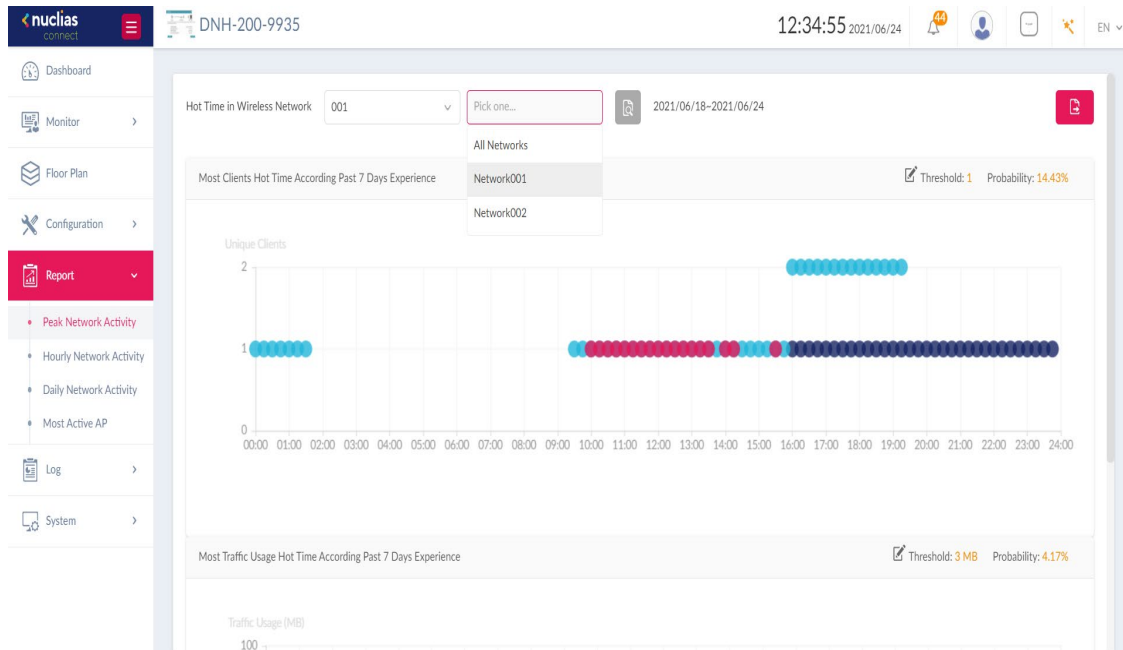 nuclias
connect
DNH-200-9935
12:34:55 2021/06/24
44
EN
Dashboard
Monitor
Floor Plan
Configuration
Report
Peak Network Activity
Hourly Network Activity
Daily Network Activity
Most Active AP
Log
System
Hot Time in Wireless Network 001 Pick one... 2021/06/18~2021/06/24
All Networks
Network001
Network002
Most Clients Hot Time According Past 7 Days Experience Threshold: 1 Probability: 14.43%
Unique Clients
2
1
0
00:00 01:00 02:00 03:00 04:00 05:00 06:00 07:00 08:00 09:00 10:00 11:00 12:00 13:00 14:00 15:00 16:00 17:00 18:00 19:00 20:00 21:00 22:00 23:00 24:00
Most Traffic Usage Hot Time According Past 7 Days Experience Threshold: 3 MB Probability: 4.17%
Traffic Usage (MB)
100